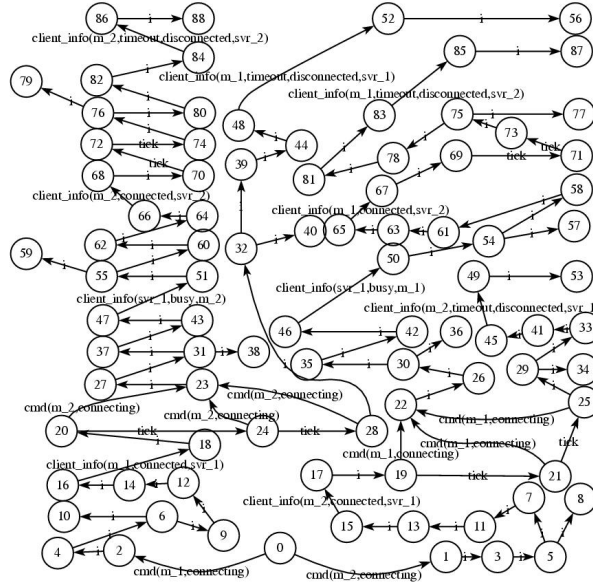 86 i 88 52 i 56
client_info(m_2,timeout,disconnected,svr_2)
84 85 i 87
client_info(m_1,timeout,disconnected,svr_1)
79 82 i
client_info(m_1,timeout,disconnected,svr_2)
i 76 i 80 48 i 83 75 i 77
72 tick 74 39 i 44 i 73
tick i 78 69 tick tick 71
68 70 81 67
client_info(m_2,connected,svr_2) i 58
66 i 64 client_info(m_1,connected,svr_2)
62 i 60 32 i 40 65 i 63 i 61 i 57
59 i 55 i 51 50 i 54 i
client_info(svr_1,busy,m_2) client_info(svr_1,busy,m_1) 49 i 53
47 i 43 client_info(m_2,timeout,disconnected,svr_1)
46 i 42 36 45 i 41 i 33
37 i 31 i 38 35 i 30 i 29 i 34
27 i 23 cmd(m_2,connecting) 26 25
cmd(m_2,connecting) cmd(m_2,connecting) 22 cmd(m_1,connecting)
20 tick 24 tick 28 cmd(m_1,connecting)
18 cmd(m_1,connecting) tick
client_info(m_1,connected,svr_1) 17 i 19 tick 21
16 i 14 i 12 client_info(m_2,connected,svr_1) 7 8
10 i 6 i 15 i 13 i 11 i i
i 9
4 i 2 0 1 i 3 i 5
cmd(m_1,connecting) cmd(m_2,connecting)